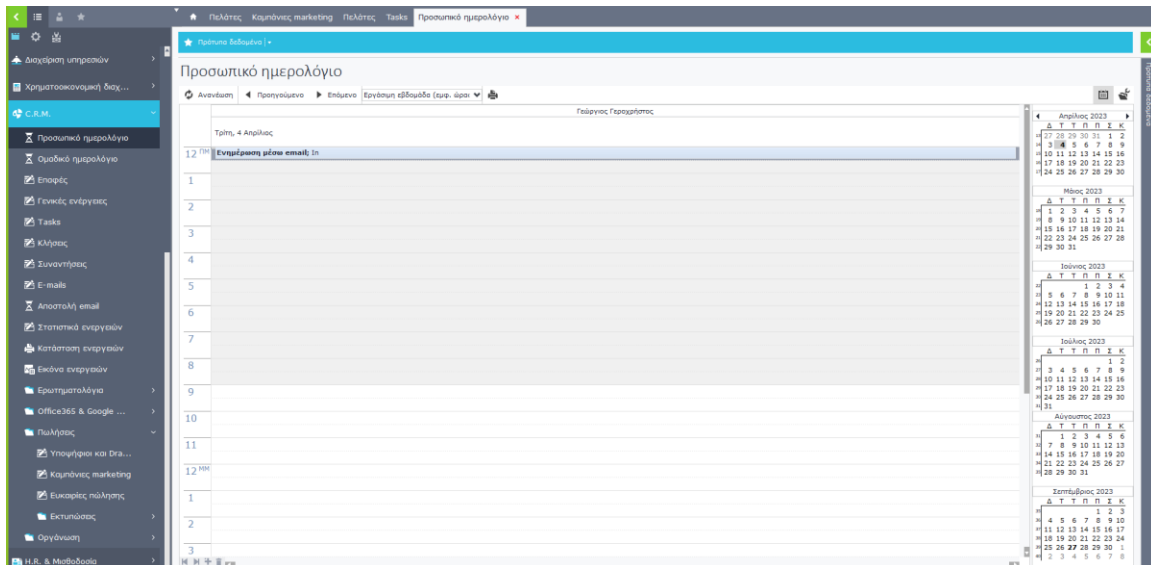 Πελάτες Καμπάνιες marketing Πελάτες Tasks Προσωπικό ημερολόγιο ×
Πρότυπα δεδομένα
Διαχείριση υπηρεσιών
Χρηματοοικονομική διαχ...
C.R.M.
Προσωπικό ημερολόγιο
Ομαδικό ημερολόγιο
Επαφές
Γενικές ενέργειες
Tasks
Κλήσεις
Συναντήσεις
E-mails
Αποστολή email
Στατιστικά ενεργειών
Κατάσταση ενεργειών
Εικόνα ενεργειών
Ερωτηματολόγια
Office365 & Google ...
Πωλήσεις
Υποψήφιοι και Dra...
Καμπάνιες marketing
Ευκαιρίες πώλησης
Εκτυπώσεις
Οργάνωση
H.R. & Μισθοδοσία
Προσωπικό ημερολόγιο
Ανανέωση Προηγούμενο Επόμενο Εργάσιμη εβδομάδα (εμφ. ώρας
Γεώργιος Γεροχρήστος
Τρίτη, 4 Απρίλιος
12 ΠΜ Ενημέρωση μέσω email; In
1
2
3
4
5
6
7
8
9
10
11
12 ΜΜ
1
2
3
Απρίλιος 2023
Δ Τ Τ Π Π Σ Κ
27 28 29 30 31 1 2
3 4 5 6 7 8 9
10 11 12 13 14 15 16
17 18 19 20 21 22 23
24 25 26 27 28 29 30
Μάιος 2023
Δ Τ Τ Π Π Σ Κ
1 2 3 4 5 6 7
8 9 10 11 12 13 14
15 16 17 18 19 20 21
22 23 24 25 26 27 28
29 30 31
Ιούνιος 2023
Δ Τ Τ Π Π Σ Κ
1 2 3 4
5 6 7 8 9 10 11
12 13 14 15 16 17 18
19 20 21 22 23 24 25
26 27 28 29 30
Ιούλιος 2023
Δ Τ Τ Π Π Σ Κ
1 2
3 4 5 6 7 8 9
10 11 12 13 14 15 16
17 18 19 20 21 22 23
24 25 26 27 28 29 30
31
Αύγουστος 2023
Δ Τ Τ Π Π Σ Κ
1 2 3 4 5 6
7 8 9 10 11 12 13
14 15 16 17 18 19 20
21 22 23 24 25 26 27
28 29 30 31
Σεπτέμβριος 2023
Δ Τ Τ Π Π Σ Κ
1 2 3
4 5 6 7 8 9 10
11 12 13 14 15 16 17
18 19 20 21 22 23 24
25 26 27 28 29 30 1
2 3 4 5 6 7 8
Πρότυπα δεδομένα